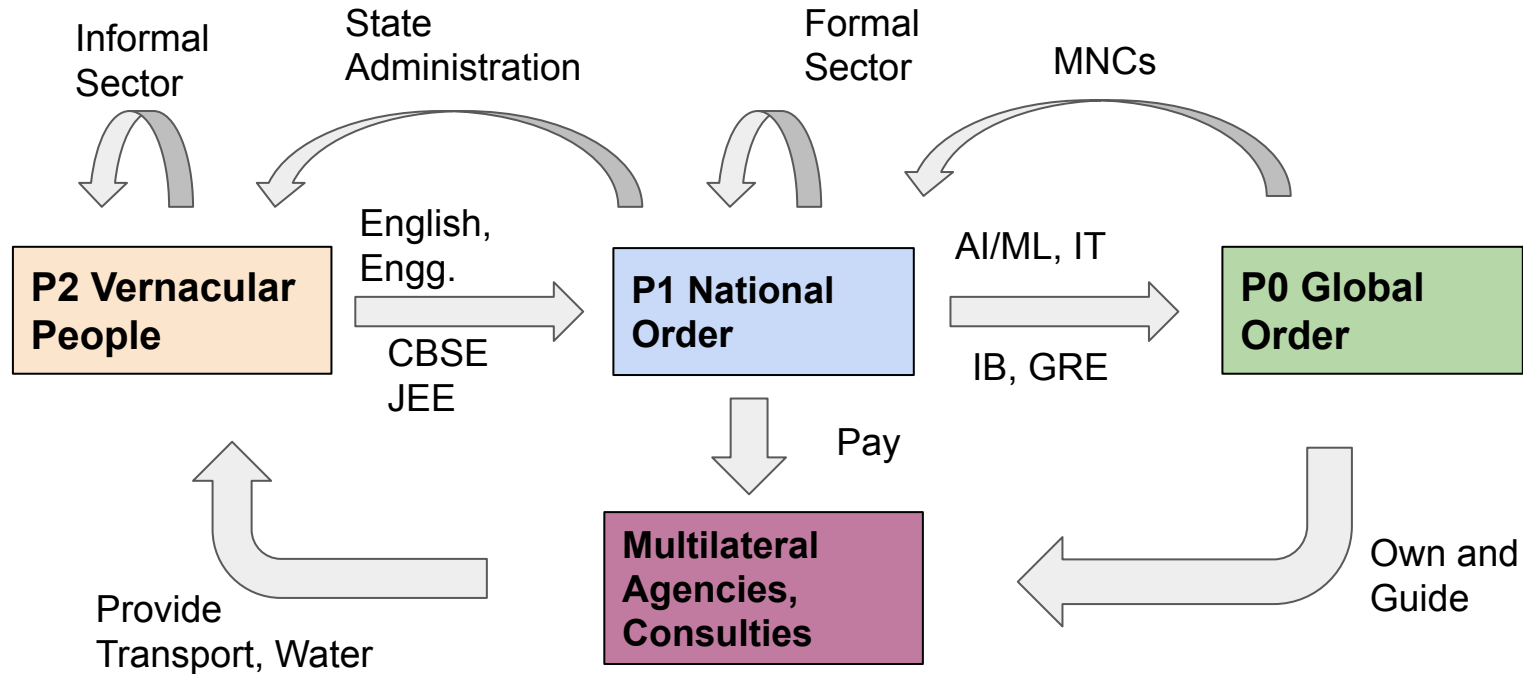 Informal
Sector
State
Administration
Formal
Sector
MNCs
English,
Engg.
AI/ML, IT
P2 Vernacular
People
P1 National
Order
P0 Global
Order
CBSE
JEE
IB, GRE
Pay
Multilateral
Agencies,
Consulties
Own and
Guide
Provide
Transport, Water